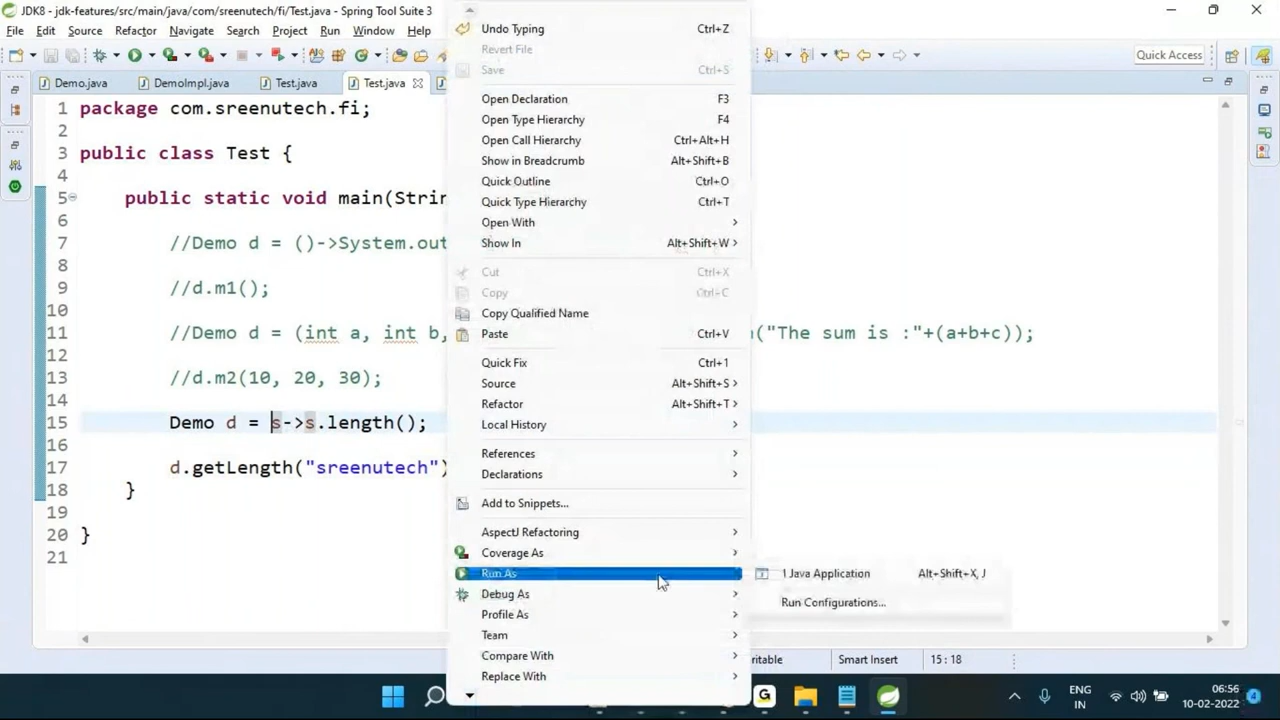 JDK8 - jdk-features/src/main/java/com/sreenutech/fi/Test.java - Spring Tool Suite 3
File Edit Source Refactor Navigate Search Project Run Window Help
Quick Access
Demo.java DemoImpl.java Test.java Test.java
1 package com.sreenutech.fi;
2
3 public class Test {
4
5 public static void main(Strin
6
7 //Demo d = ()->System.out
8
9 //d.m1();
10
11 //Demo d = (int a, int b, ("The sum is :"+(a+b+c));
12
13 //d.m2(10, 20, 30);
14
15 Demo d = s->s.length();
16
17 d.getLength("sreenutech")
18 }
19
20 }
21
Undo Typing Ctrl+Z
Revert File
Save Ctrl+S
Open Declaration F3
Open Type Hierarchy F4
Open Call Hierarchy Ctrl+Alt+H
Show in Breadcrumb Alt+Shift+B
Quick Outline Ctrl+O
Quick Type Hierarchy Ctrl+T
Open With
Show In Alt+Shift+W
Cut Ctrl+X
Copy Ctrl+C
Copy Qualified Name
Paste Ctrl+V
Quick Fix Ctrl+1
Source Alt+Shift+S
Refactor Alt+Shift+T
Local History
References
Declarations
Add to Snippets...
AspectJ Refactoring
Coverage As
Run As
Debug As
Profile As
Team
Compare With
Replace With
1 Java Application Alt+Shift+X, J
Run Configurations...
ritable Smart Insert 15 : 18
ENG
IN
06:56
10-02-2022
4